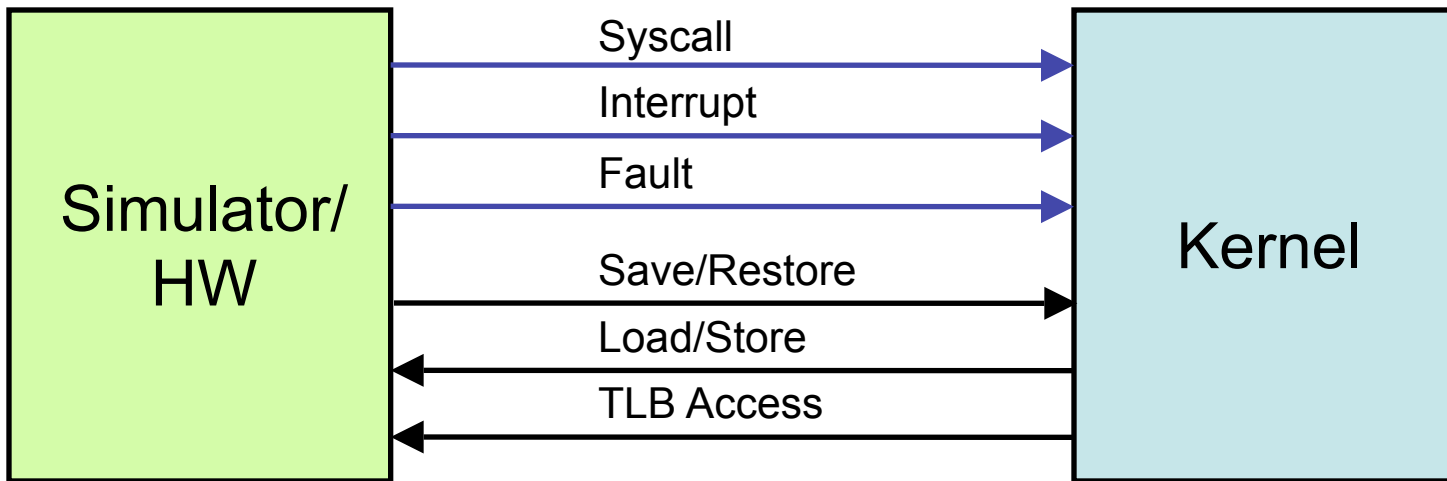 Simulator/
HW
Syscall
Interrupt
Fault
Save/Restore
Load/Store
TLB Access
Kernel